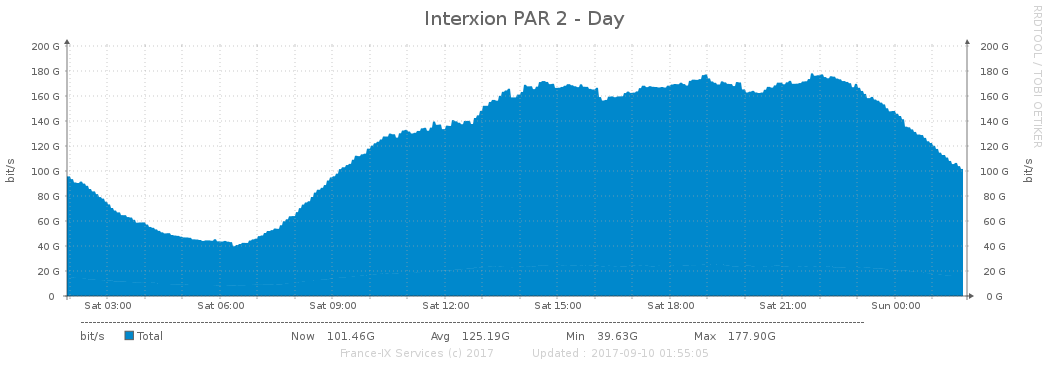 Interxion PAR 2 - Day
RRDTOOL / TOBI OETIKER
200 G 200 G
180 G 180 G
160 G 160 G
140 G 140 G
120 G 120 G
100 G 100 G
80 G 80 G
60 G 60 G
40 G 40 G
20 G 20 G
0 0 G
bit/s bit/s
Sat 03:00 Sat 06:00 Sat 09:00 Sat 12:00 Sat 15:00 Sat 18:00 Sat 21:00 Sun 00:00
bit/s Total Now 101.46G Avg 125.19G Min 39.63G Max 177.90G
France-IX Services (c) 2017 Updated : 2017-09-10 01:55:05